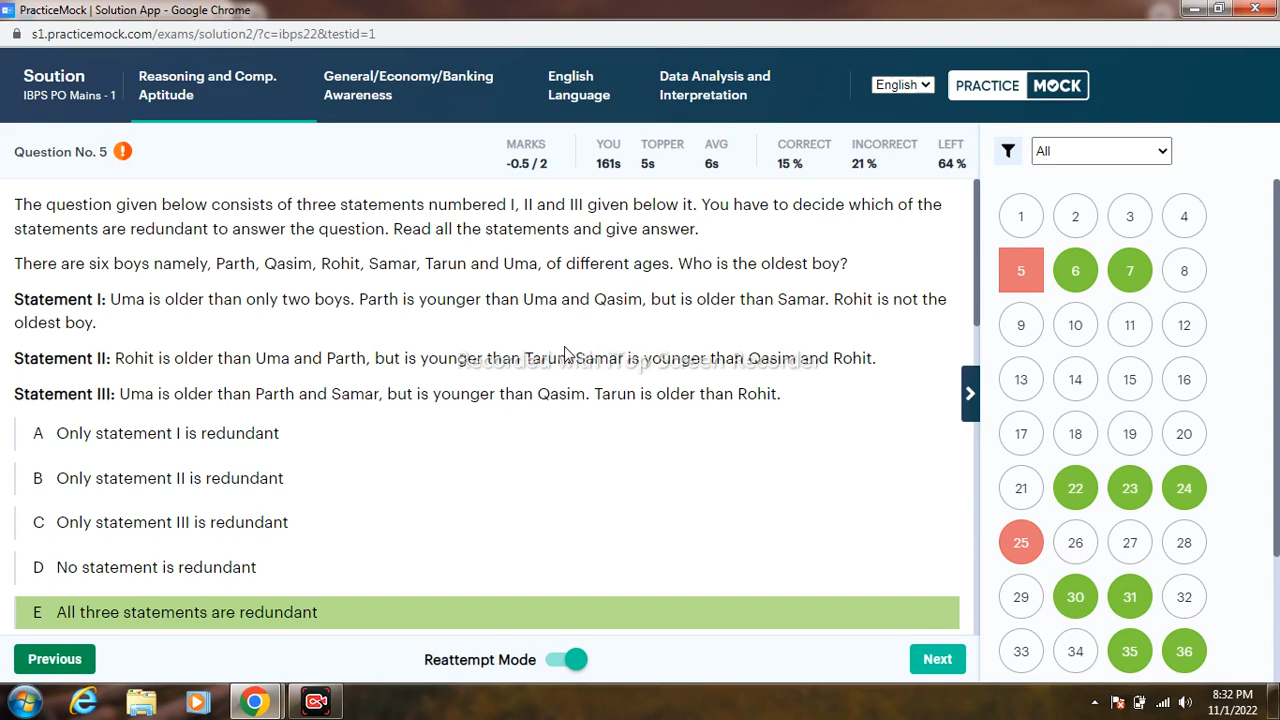 PracticeMock | Solution App - Google Chrome
s1.practicemock.com/exams/solution2/?c=ibps22&testid=1
Soution
IBPS PO Mains - 1
Reasoning and Comp.
Aptitude
General/Economy/Banking
Awareness
English
Language
Data Analysis and
Interpretation
English
PRACTICE MOCK
Question No. 5
MARKS YOU TOPPER AVG CORRECT INCORRECT LEFT
-0.5 / 2 161s 5s 6s 15 % 21 % 64 %
All
The question given below consists of three statements numbered I, II and III given below it. You have to decide which of the
statements are redundant to answer the question. Read all the statements and give answer.
There are six boys namely, Parth, Qasim, Rohit, Samar, Tarun and Uma, of different ages. Who is the oldest boy?
Statement I: Uma is older than only two boys. Parth is younger than Uma and Qasim, but is older than Samar. Rohit is not the
oldest boy.
Statement II: Rohit is older than Uma and Parth, but is younger than Tarun. Samar is younger than Qasim and Rohit.
Recorded with iTop Screen Recorder
Statement III: Uma is older than Parth and Samar, but is younger than Qasim. Tarun is older than Rohit.
A Only statement I is redundant
B Only statement II is redundant
C Only statement III is redundant
D No statement is redundant
E All three statements are redundant
1 2 3 4
5 6 7 8
9 10 11 12
13 14 15 16
17 18 19 20
21 22 23 24
25 26 27 28
29 30 31 32
33 34 35 36
Previous
Reattempt Mode
Next
8:32 PM
11/1/2022